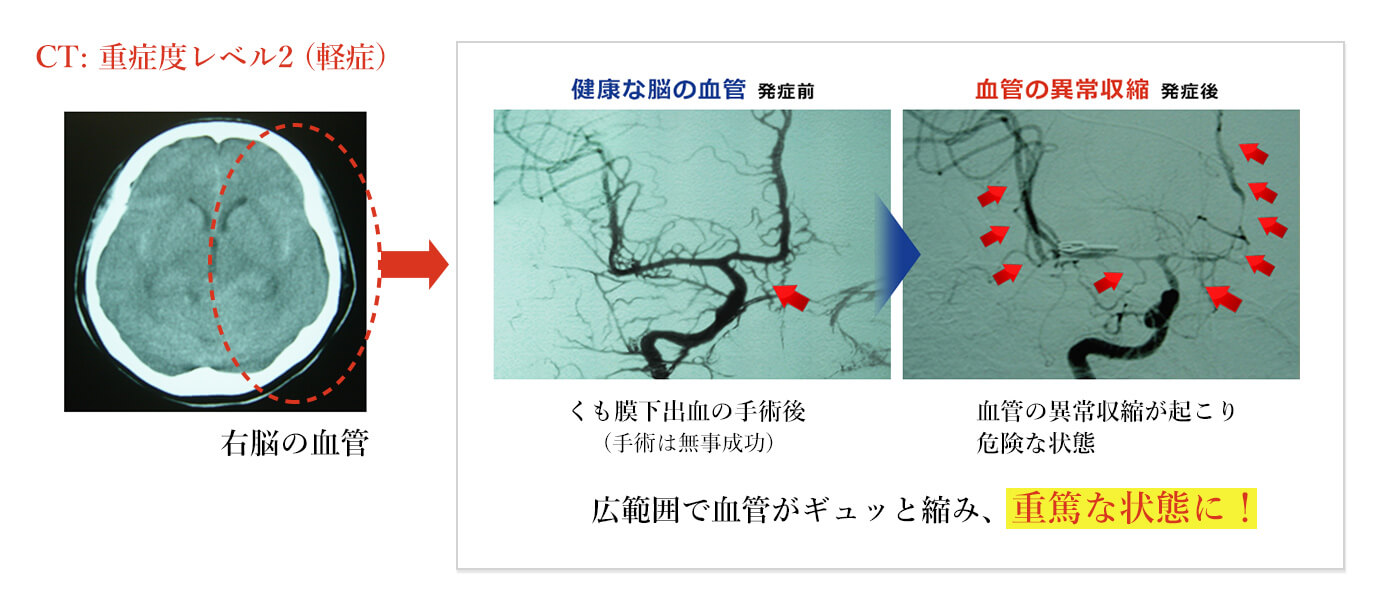 CT: 重症度レベル2（軽症）
右脳の血管
健康な脳の血管 発症前
血管の異常収縮 発症後
くも膜下出血の手術後
（手術は無事成功）
血管の異常収縮が起こり
危険な状態
広範囲で血管がギュッと縮み、重篤な状態に！